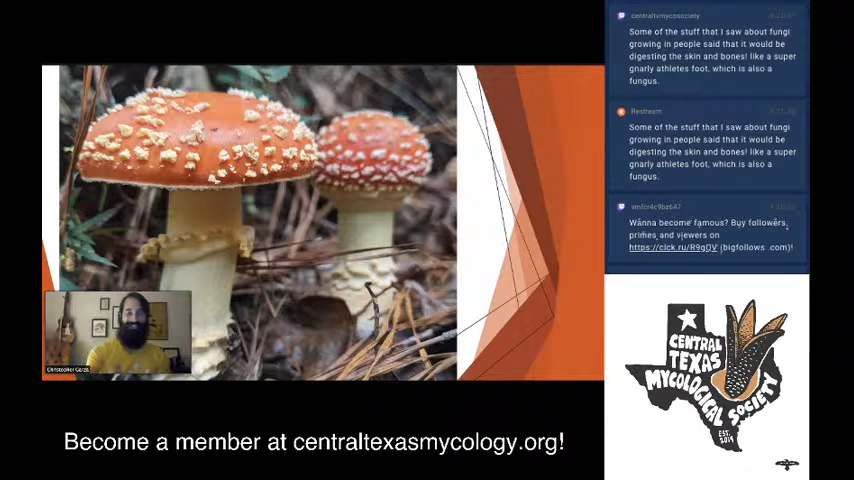 centraltxmycosociety
Some of the stuff that I saw about fungi
growing in people said that it would be
digesting the skin and bones! like a super
gnarly athletes foot, which is also a
fungus.
Restream
Some of the stuff that I saw about fungi
growing in people said that it would be
digesting the skin and bones! like a super
gnarly athletes foot, which is also a
fungus.
Wanna become famous? Buy followers,
primes and viewers on
https://clck.ru/R9gQV (bigfollows .com)!
CENTRAL
TEXAS
MYCOLOGICAL SOCIETY
EST.
2019
Christopher
Become a member at centraltexasmycology.org!